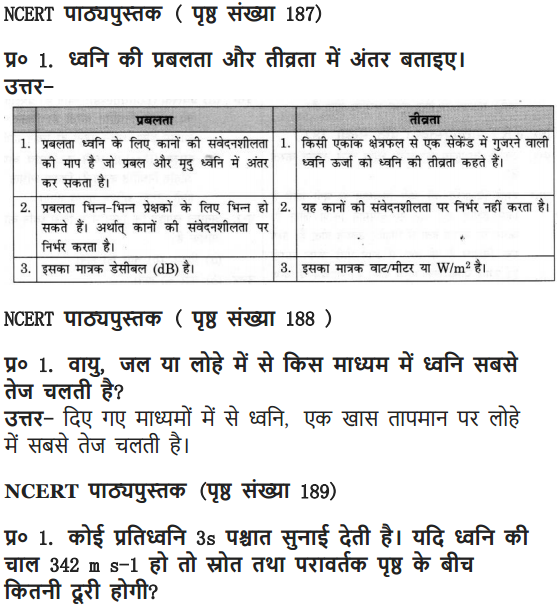 NCERT पाठ्यपुस्तक ( पृष्ठ संख्या 187)
प्र० 1. ध्वनि की प्रबलता और तीव्रता में अंतर बताइए।
उत्तर-
प्रबलता
तीव्रता
1. प्रबलता ध्वनि के लिए कानों की संवेदनशीलता
की माप है जो प्रबल और मृदु ध्वनि में अंतर
कर सकता है।
1. किसी एकांक क्षेत्रफल से एक सेकेंड में गुजरने वाली
ध्वनि ऊर्जा को ध्वनि की तीव्रता कहते हैं।
2. प्रबलता भिन्न-भिन्न प्रेक्षकों के लिए भिन्न हो
सकते हैं। अर्थात् कानों की संवेदनशीलता पर
निर्भर करता है।
2. यह कानों की संवेदनशीलता पर निर्भर नहीं करता है।
3. इसका मात्रक डेसीबल (dB) है।
3. इसका मात्रक वाट/मीटर या W/m² है।
NCERT पाठ्यपुस्तक ( पृष्ठ संख्या 188 )
प्र० 1. वायु, जल या लोहे में से किस माध्यम में ध्वनि सबसे
तेज चलती है?
उत्तर- दिए गए माध्यमों में से ध्वनि, एक खास तापमान पर लोहे
में सबसे तेज चलती है।
NCERT पाठ्यपुस्तक (पृष्ठ संख्या 189)
प्र० 1. कोई प्रतिध्वनि 3s पश्चात सुनाई देती है। यदि ध्वनि की
चाल 342 m s-1 हो तो स्रोत तथा परावर्तक पृष्ठ के बीच
कितनी दूरी होगी?